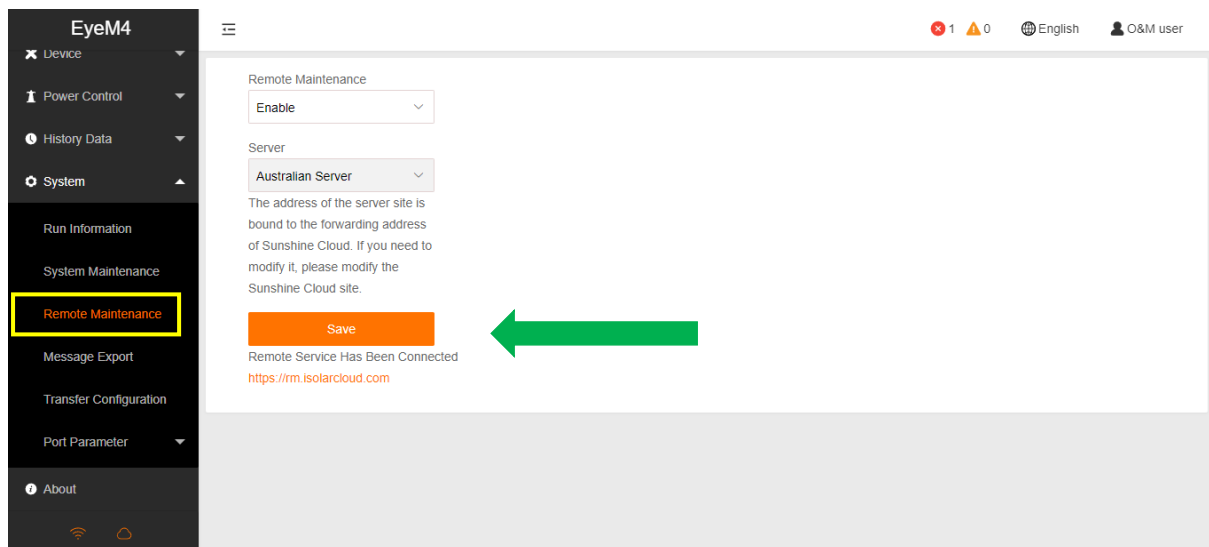 EyeM4
1
0
English
O&M user
Device
Power Control
History Data
System
Run Information
System Maintenance
Remote Maintenance
Message Export
Transfer Configuration
Port Parameter
About
Remote Maintenance
Enable
Server
Australian Server
The address of the server site is
bound to the forwarding address
of Sunshine Cloud. If you need to
modify it, please modify the
Sunshine Cloud site.
Save
Remote Service Has Been Connected
https://rm.isolarcloud.com